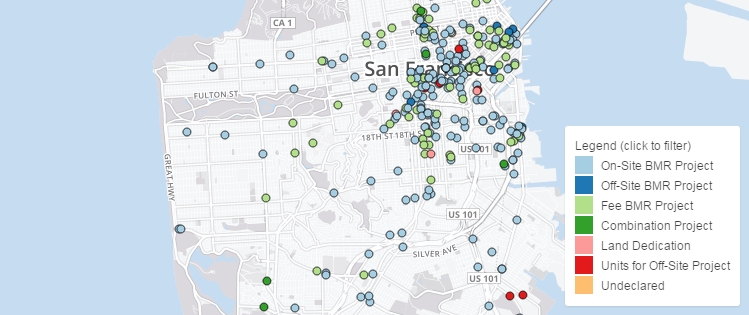 CA 1
San Francisco
FULTON ST
18TH ST 18TH ST
US 101
GREAT HWY
US 101
SILVER AVE
US 101
Legend (click to filter)
On-Site BMR Project
Off-Site BMR Project
Fee BMR Project
Combination Project
Land Dedication
Units for Off-Site Project
Undeclared